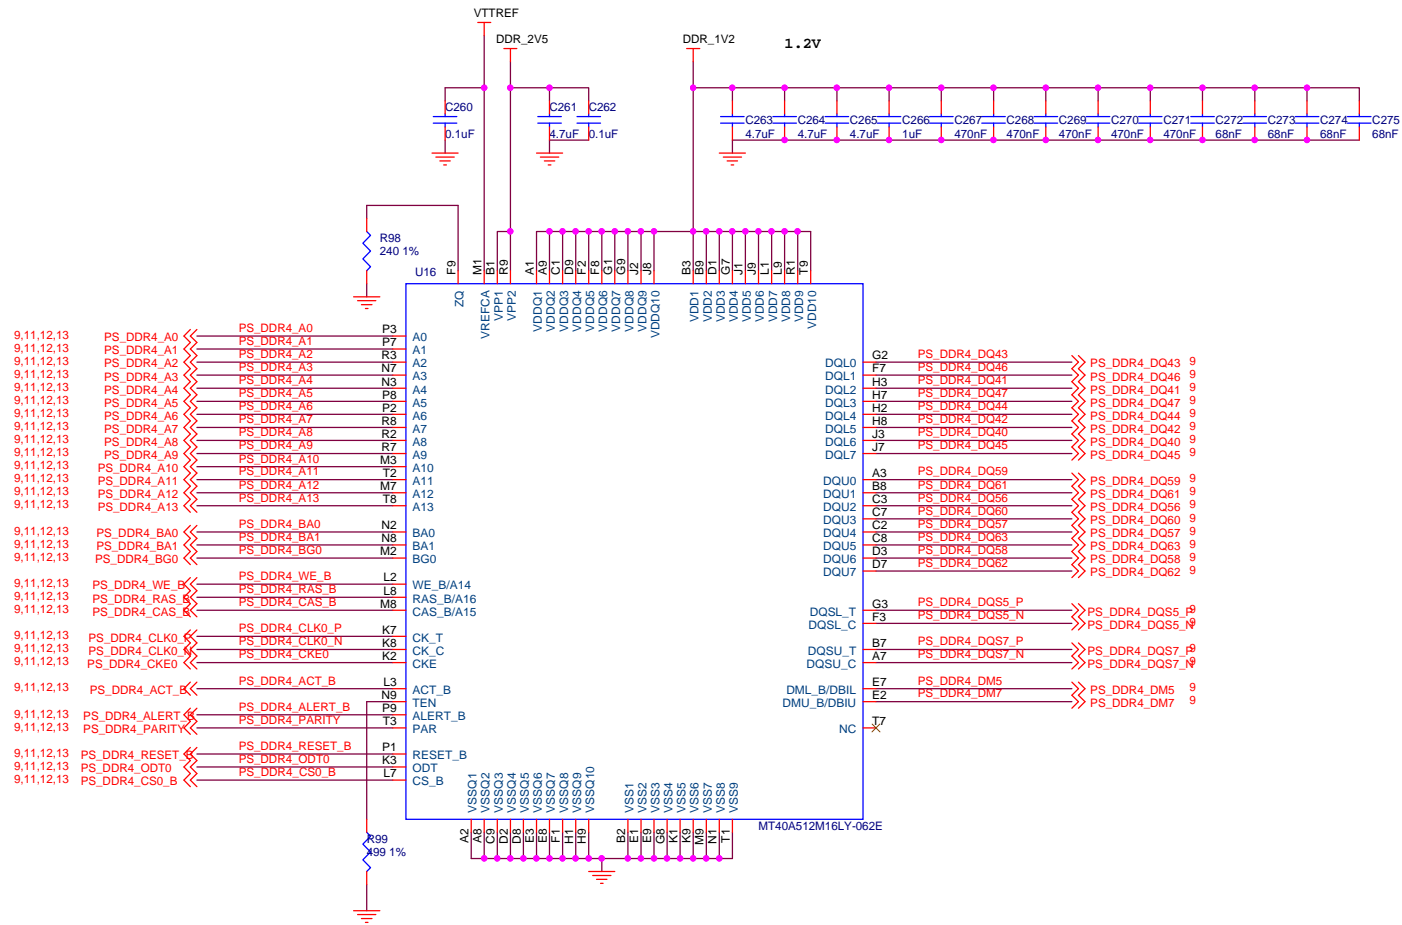 VTTREF
DDR_2V5
DDR_1V2
1.2V
C260
0.1uF
C261
4.7uF
C262
0.1uF
C263
4.7uF
C264
4.7uF
C265
4.7uF
C266
1uF
C267
470nF
C268
470nF
C269
470nF
C270
470nF
C271
470nF
C272
68nF
C273
68nF
C274
68nF
C275
68nF
R98
240 1%
U16
F9 M1 B1 R9 A1 A9 C1 D9 F2 F8 G1 G9 J2 J8 B3 B9 D1 G7 J1 J9 L1 L9 R1 T9
ZQ VREFCA VPP1 VPP2 VDDQ1 VDDQ2 VDDQ3 VDDQ4 VDDQ5 VDDQ6 VDDQ7 VDDQ8 VDDQ9 VDDQ10 VDD1 VDD2 VDD3 VDD4 VDD5 VDD6 VDD7 VDD8 VDD9 VDD10
9,11,12,13 PS_DDR4_A0 PS_DDR4_A0 P3 A0
9,11,12,13 PS_DDR4_A1 PS_DDR4_A1 P7 A1
9,11,12,13 PS_DDR4_A2 PS_DDR4_A2 R3 A2
9,11,12,13 PS_DDR4_A3 PS_DDR4_A3 N7 A3
9,11,12,13 PS_DDR4_A4 PS_DDR4_A4 N3 A4
9,11,12,13 PS_DDR4_A5 PS_DDR4_A5 P8 A5
9,11,12,13 PS_DDR4_A6 PS_DDR4_A6 P2 A6
9,11,12,13 PS_DDR4_A7 PS_DDR4_A7 R8 A7
9,11,12,13 PS_DDR4_A8 PS_DDR4_A8 R2 A8
9,11,12,13 PS_DDR4_A9 PS_DDR4_A9 R7 A9
9,11,12,13 PS_DDR4_A10 PS_DDR4_A10 M3 A10
9,11,12,13 PS_DDR4_A11 PS_DDR4_A11 T2 A11
9,11,12,13 PS_DDR4_A12 PS_DDR4_A12 M7 A12
9,11,12,13 PS_DDR4_A13 PS_DDR4_A13 T8 A13
9,11,12,13 PS_DDR4_BA0 PS_DDR4_BA0 N2 BA0
9,11,12,13 PS_DDR4_BA1 PS_DDR4_BA1 N8 BA1
9,11,12,13 PS_DDR4_BG0 PS_DDR4_BG0 M2 BG0
9,11,12,13 PS_DDR4_WE_B PS_DDR4_WE_B L2 WE_B/A14
9,11,12,13 PS_DDR4_RAS_B PS_DDR4_RAS_B L8 RAS_B/A16
9,11,12,13 PS_DDR4_CAS_B PS_DDR4_CAS_B M8 CAS_B/A15
9,11,12,13 PS_DDR4_CLK0_P PS_DDR4_CLK0_P K7 CK_T
9,11,12,13 PS_DDR4_CLK0_N PS_DDR4_CLK0_N K8 CK_C
9,11,12,13 PS_DDR4_CKE0 PS_DDR4_CKE0 K2 CKE
9,11,12,13 PS_DDR4_ACT_B PS_DDR4_ACT_B L3 ACT_B
N9 TEN
9,11,12,13 PS_DDR4_ALERT_B PS_DDR4_ALERT_B P9 ALERT_B
9,11,12,13 PS_DDR4_PARITY PS_DDR4_PARITY T3 PAR
9,11,12,13 PS_DDR4_RESET_B PS_DDR4_RESET_B P1 RESET_B
9,11,12,13 PS_DDR4_ODT0 PS_DDR4_ODT0 K3 ODT
9,11,12,13 PS_DDR4_CS0_B PS_DDR4_CS0_B L7 CS_B
DQL0 G2 PS_DDR4_DQ43 PS_DDR4_DQ43 9
DQL1 F7 PS_DDR4_DQ46 PS_DDR4_DQ46 9
DQL2 H3 PS_DDR4_DQ41 PS_DDR4_DQ41 9
DQL3 H7 PS_DDR4_DQ47 PS_DDR4_DQ47 9
DQL4 H2 PS_DDR4_DQ44 PS_DDR4_DQ44 9
DQL5 H8 PS_DDR4_DQ42 PS_DDR4_DQ42 9
DQL6 J3 PS_DDR4_DQ40 PS_DDR4_DQ40 9
DQL7 J7 PS_DDR4_DQ45 PS_DDR4_DQ45 9
DQU0 A3 PS_DDR4_DQ59 PS_DDR4_DQ59 9
DQU1 B8 PS_DDR4_DQ61 PS_DDR4_DQ61 9
DQU2 C3 PS_DDR4_DQ56 PS_DDR4_DQ56 9
DQU3 C7 PS_DDR4_DQ60 PS_DDR4_DQ60 9
DQU4 C2 PS_DDR4_DQ57 PS_DDR4_DQ57 9
DQU5 C8 PS_DDR4_DQ63 PS_DDR4_DQ63 9
DQU6 D3 PS_DDR4_DQ58 PS_DDR4_DQ58 9
DQU7 D7 PS_DDR4_DQ62 PS_DDR4_DQ62 9
DQSL_T G3 PS_DDR4_DQS5_P PS_DDR4_DQS5_P 9
DQSL_C F3 PS_DDR4_DQS5_N PS_DDR4_DQS5_N 9
DQSU_T B7 PS_DDR4_DQS7_P PS_DDR4_DQS7_P 9
DQSU_C A7 PS_DDR4_DQS7_N PS_DDR4_DQS7_N 9
DML_B/DBIL E7 PS_DDR4_DM5 PS_DDR4_DM5 9
DMU_B/DBIU E2 PS_DDR4_DM7 PS_DDR4_DM7 9
NC T7
VSSQ1 VSSQ2 VSSQ3 VSSQ4 VSSQ5 VSSQ6 VSSQ7 VSSQ8 VSSQ9 VSSQ10 VSS1 VSS2 VSS3 VSS4 VSS5 VSS6 VSS7 VSS8 VSS9
MT40A512M16LY-062E
A2 A8 C9 D2 D8 E3 E8 F1 H1 H9 B2 E1 E9 G8 K1 K9 M9 N1 T1
R99
499 1%